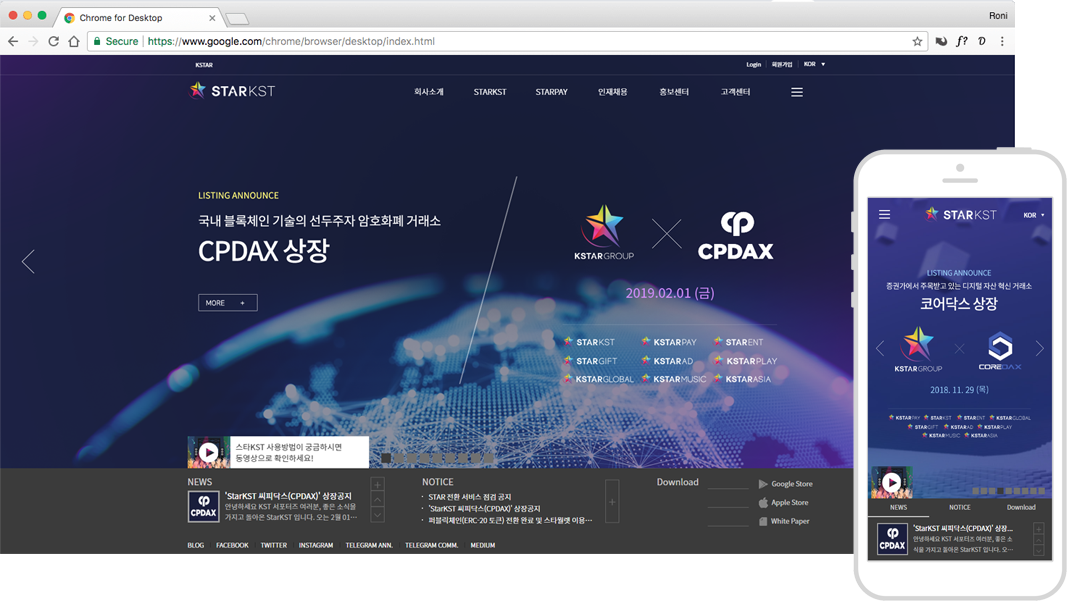 Chrome for Desktop
Roni
Secure
https://www.google.com/chrome/browser/desktop/index.html
KSTAR
Login
회원가입
KOR
STARKST
회사소개
STARKST
STARPAY
인재채용
홍보센터
고객센터
LISTING ANNOUNCE
국내 블록체인 기술의 선두주자 암호화폐 거래소
CPDAX 상장
MORE +
KSTARGROUP
CPDAX
2019.02.01 (금)
STARKST KSTARPAY STARENT
STARGIFT KSTARAD KSTARPLAY
KSTARGLOBAL KSTARMUSIC KSTARASIA
스타KST 사용방법이 궁금하시면
동영상으로 확인하세요!
NEWS
CPDAX
'StarKST 씨피닥스(CPDAX)' 상장공지
안녕하세요 KST 서포터즈 여러분, 좋은 소식을
가지고 돌아온 StarKST 입니다. 오는 2월 01···
NOTICE
· STAR 전환 서비스 점검 공지
· 'StarKST 씨피닥스(CPDAX)' 상장공지
· 퍼블릭체인(ERC-20 토큰) 전환 완료 및 스타월렛 이용···
Download
Google Store
Apple Store
White Paper
BLOG
FACEBOOK
TWITTER
INSTAGRAM
TELEGRAM ANN.
TELEGRAM COMM.
MEDIUM
STARKST
KOR
LISTING ANNOUNCE
증권가에서 주목받고 있는 디지털 자산 혁신 거래소
코어닥스 상장
KSTARGROUP
COREDAX
2018. 11. 29 (목)
KSTARPAY STARKST STARENT KSTARGLOBAL
STARGIFT KSTARAD KSTARPLAY
KSTARMUSIC KSTARASIA
NEWS
NOTICE
Download
CPDAX
'StarKST 씨피닥스(CPDAX)' 상장...
안녕하세요 KST 서포터즈 여러분, 좋은 소
식을 가지고 돌아온 StarKST 입니다. 오···